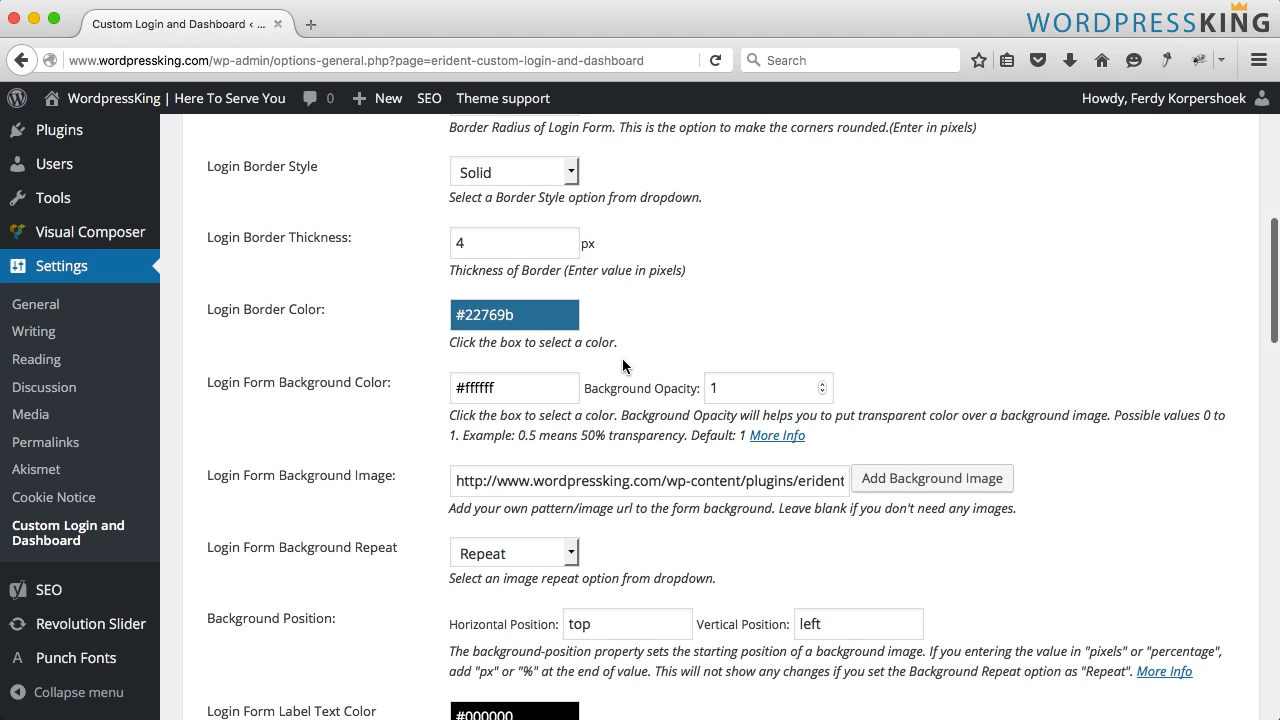 Custom Login and Dashboard ‹ ...
WORDPRESSKING
www.wordpressking.com/wp-admin/options-general.php?page=erident-custom-login-and-dashboard
Search
WordpressKing | Here To Serve You 0 New SEO Theme support Howdy, Ferdy Korpershoek
Plugins
Users
Tools
Visual Composer
Settings
General
Writing
Reading
Discussion
Media
Permalinks
Akismet
Cookie Notice
Custom Login and
Dashboard
SEO
Revolution Slider
Punch Fonts
Collapse menu
Border Radius of Login Form. This is the option to make the corners rounded.(Enter in pixels)
Login Border Style Solid
Select a Border Style option from dropdown.
Login Border Thickness: 4 px
Thickness of Border (Enter value in pixels)
Login Border Color: #22769b
Click the box to select a color.
Login Form Background Color: #ffffff Background Opacity: 1
Click the box to select a color. Background Opacity will helps you to put transparent color over a background image. Possible values 0 to
1. Example: 0.5 means 50% transparency. Default: 1 More Info
Login Form Background Image: http://www.wordpressking.com/wp-content/plugins/erident Add Background Image
Add your own pattern/image url to the form background. Leave blank if you don't need any images.
Login Form Background Repeat Repeat
Select an image repeat option from dropdown.
Background Position: Horizontal Position: top Vertical Position: left
The background-position property sets the starting position of a background image. If you entering the value in "pixels" or "percentage",
add "px" or "%" at the end of value. This will not show any changes if you set the Background Repeat option as "Repeat". More Info
Login Form Label Text Color #000000